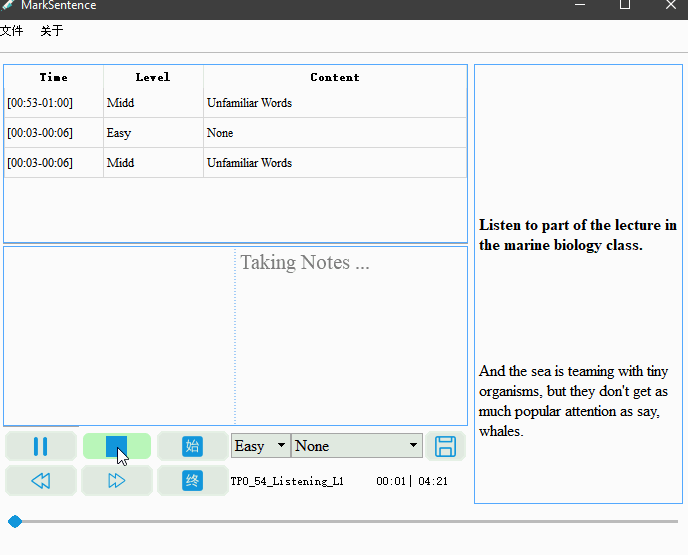 MarkSentence
文件 关于
Time Level Content
[00:53-01:00] Midd Unfamiliar Words
[00:03-00:06] Easy None
[00:03-00:06] Midd Unfamiliar Words
Taking Notes ...
Listen to part of the lecture in
the marine biology class.
And the sea is teaming with tiny
organisms, but they don't get as
much popular attention as say,
whales.
始 Easy None
终 TPO_54_Listening_L1 00:01| 04:21